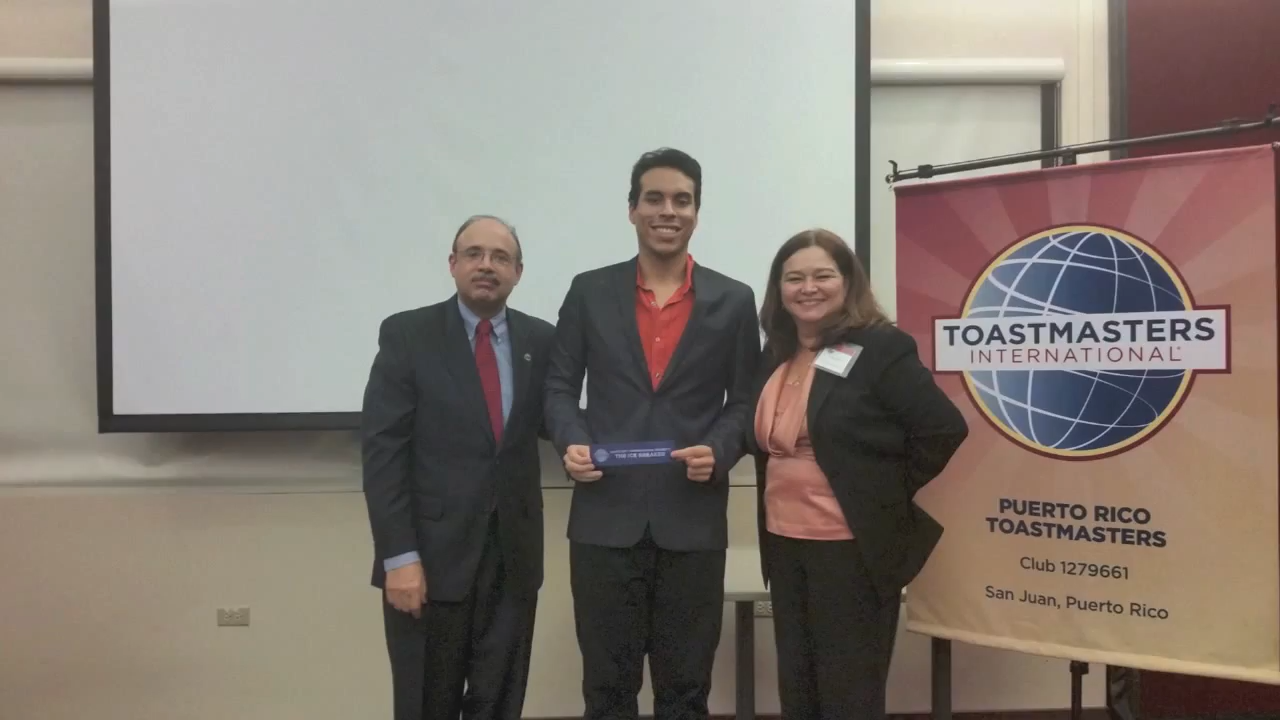 THE ICE BREAKER
TOASTMASTERS
INTERNATIONAL
PUERTO RICO
TOASTMASTERS
Club 1279661
San Juan, Puerto Rico